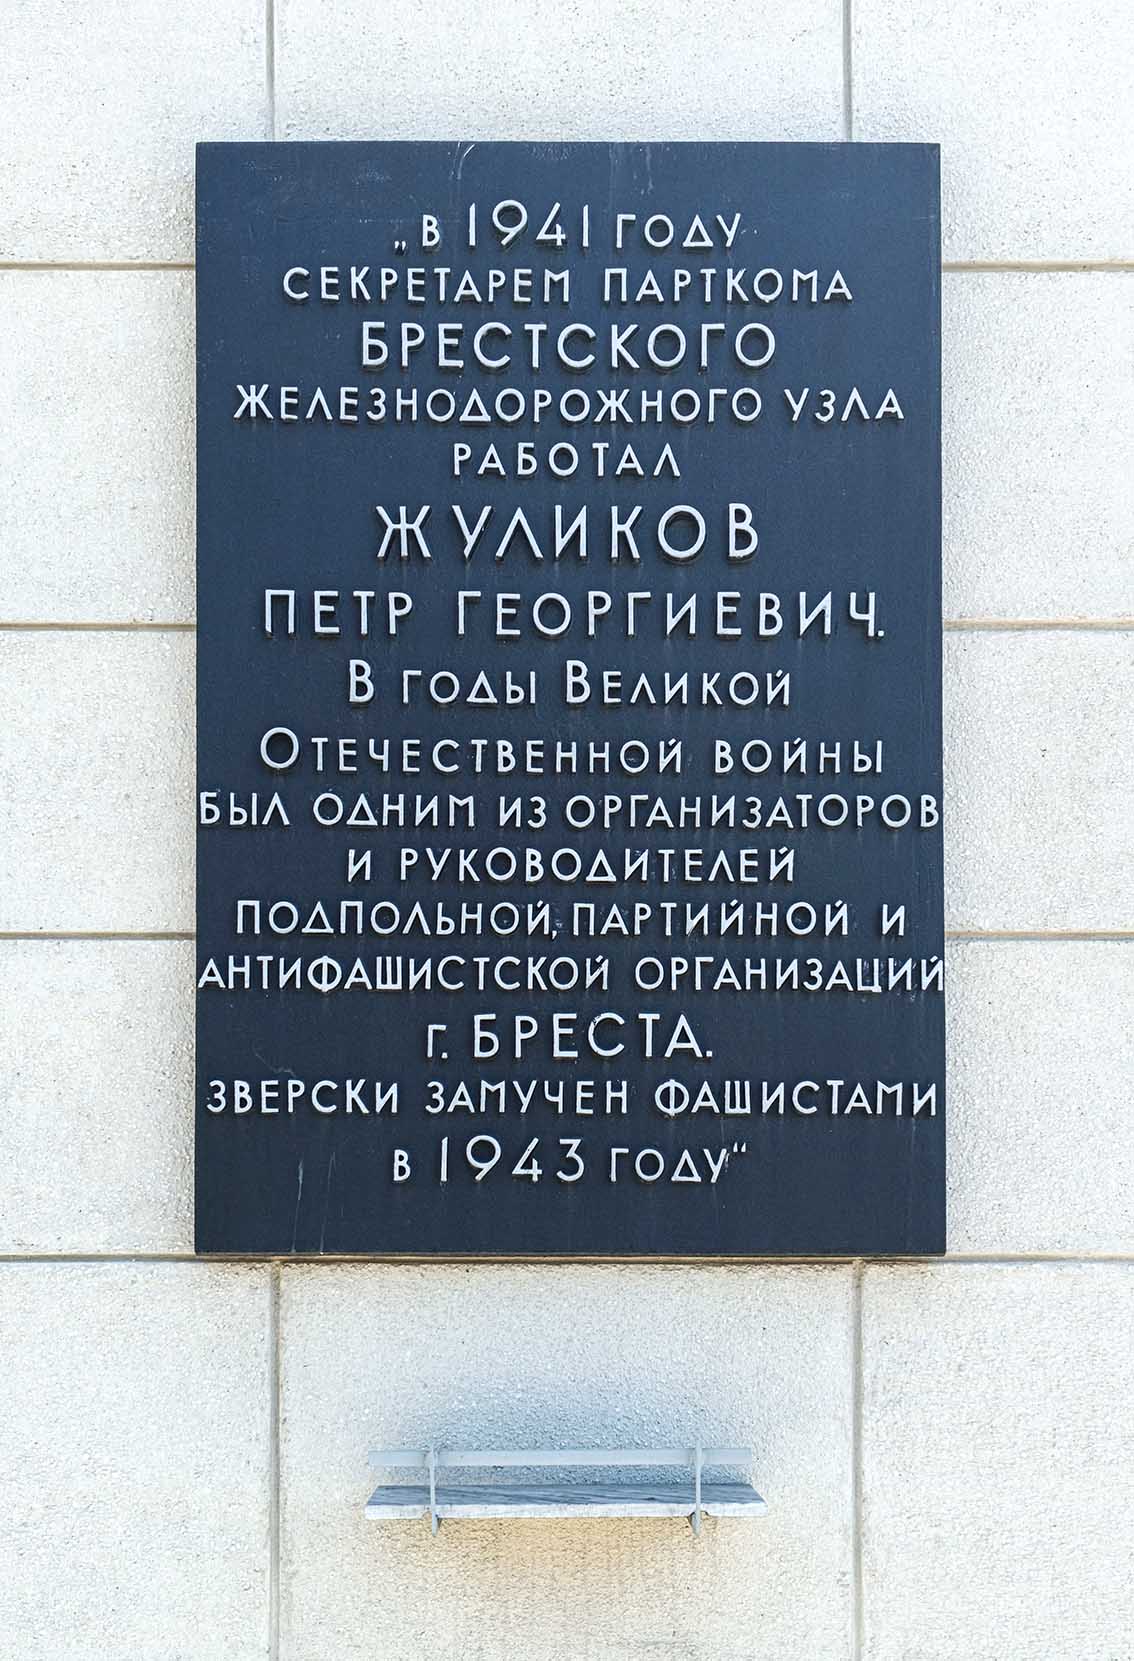 „В 1941 ГОДУ
СЕКРЕТАРЕМ ПАРТКОМА
БРЕСТСКОГО
ЖЕЛЕЗНОДОРОЖНОГО УЗЛА
РАБОТАЛ
ЖУЛИКОВ
ПЕТР ГЕОРГИЕВИЧ.
В ГОДЫ ВЕЛИКОЙ
ОТЕЧЕСТВЕННОЙ ВОЙНЫ
БЫЛ ОДНИМ ИЗ ОРГАНИЗАТОРОВ
И РУКОВОДИТЕЛЕЙ
ПОДПОЛЬНОЙ, ПАРТИЙНОЙ И
АНТИФАШИСТСКОЙ ОРГАНИЗАЦИЙ
г. БРЕСТА.
ЗВЕРСКИ ЗАМУЧЕН ФАШИСТАМИ
В 1943 ГОДУ“